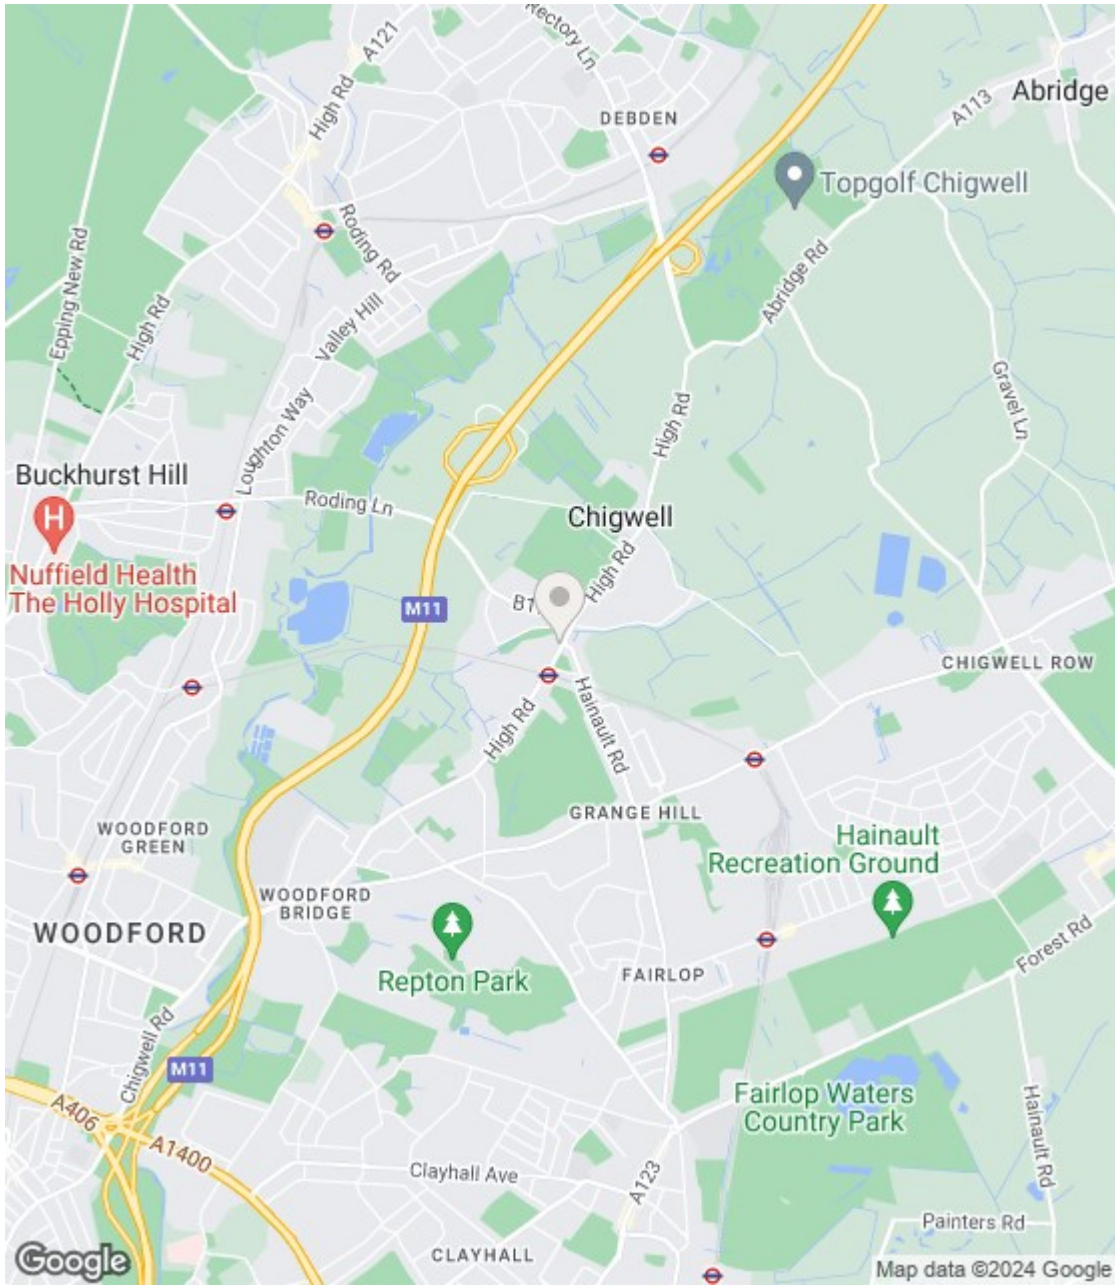 Rectory Ln
A121
High Rd
DEBDEN
Abridge
A113
Topgolf Chigwell
Roding Rd
Epping New Rd
High Rd
Valley Hill
Abridge Rd
Gravel Ln
High Rd
Loughton Way
Buckhurst Hill
Roding Ln
Chigwell
Nuffield Health
The Holly Hospital
High Rd
M11
CHIGWELL ROW
Hainault Rd
High Rd
GRANGE HILL
WOODFORD
GREEN
Hainault
Recreation Ground
WOODFORD
BRIDGE
WOODFORD
Repton Park
FAIRLOP
Forest Rd
Chigwell Rd
M11
Fairlop Waters
Country Park
A406
A1400
Clayhall Ave
A123
Hainault Rd
Painters Rd
CLAYHALL
Google
Map data ©2024 Google